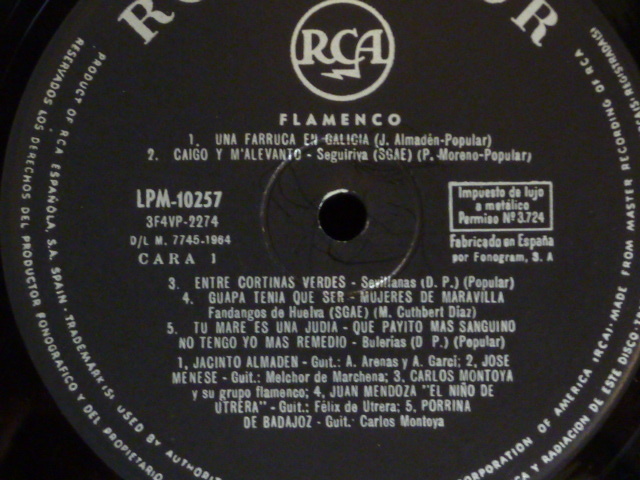 RCA
FLAMENCO
1. UNA FARRUCA EN GALICIA (J. Almadén-Popular)
2. CAIGO Y M'ALEVANTO - Seguiriya (SGAE) (P. Moreno-Popular)
LPM-10257
3F4VP-2274
D/L M. 7745-1964
CARA 1
Impuesto de lujo
a metálico
Permiso Nº 3.724
Fabricado en España
por Fonogram, S. A
3. ENTRE CORTINAS VERDES - Sevillanas (D. P.) (Popular)
4. GUAPA TENIA QUE SER - MUJERES DE MARAVILLA
Fandangos de Huelva (SGAE) (M. Cuthbert Díaz)
5. TU MARE ES UNA JUDIA - QUE PAYITO MAS SANGUINO
NO TENGO YO MAS REMEDIO - Bulerías (D P.) (Popular)
1, JACINTO ALMADEN - Guit.: A. Arenas y A. Garci; 2, JOSE
MENESE - Guit.: Melchor de Marchena; 3, CARLOS MONTOYA
y su grupo flamenco; 4, JUAN MENDOZA "EL NIÑO DE
UTRERA" - Guit.: Félix de Utrera; 5, PORRINA
DE BADAJOZ - Guit: Carlos Montoya
RESERVADOS LOS DERECHOS DEL PRODUCTOR FONOGRAFICO Y DEL PROPIETARIO
PRODUCT OF RCA ESPAÑOLA, S.A. SPAIN. TRADEMARK(S) USED BY AUTHORI
CORPORATION OF AMERICA (RCA) · MADE FROM MASTER RECORDING OF RCA
Y RADIACION DE ESTE DISCO
REGISTRADA(S)